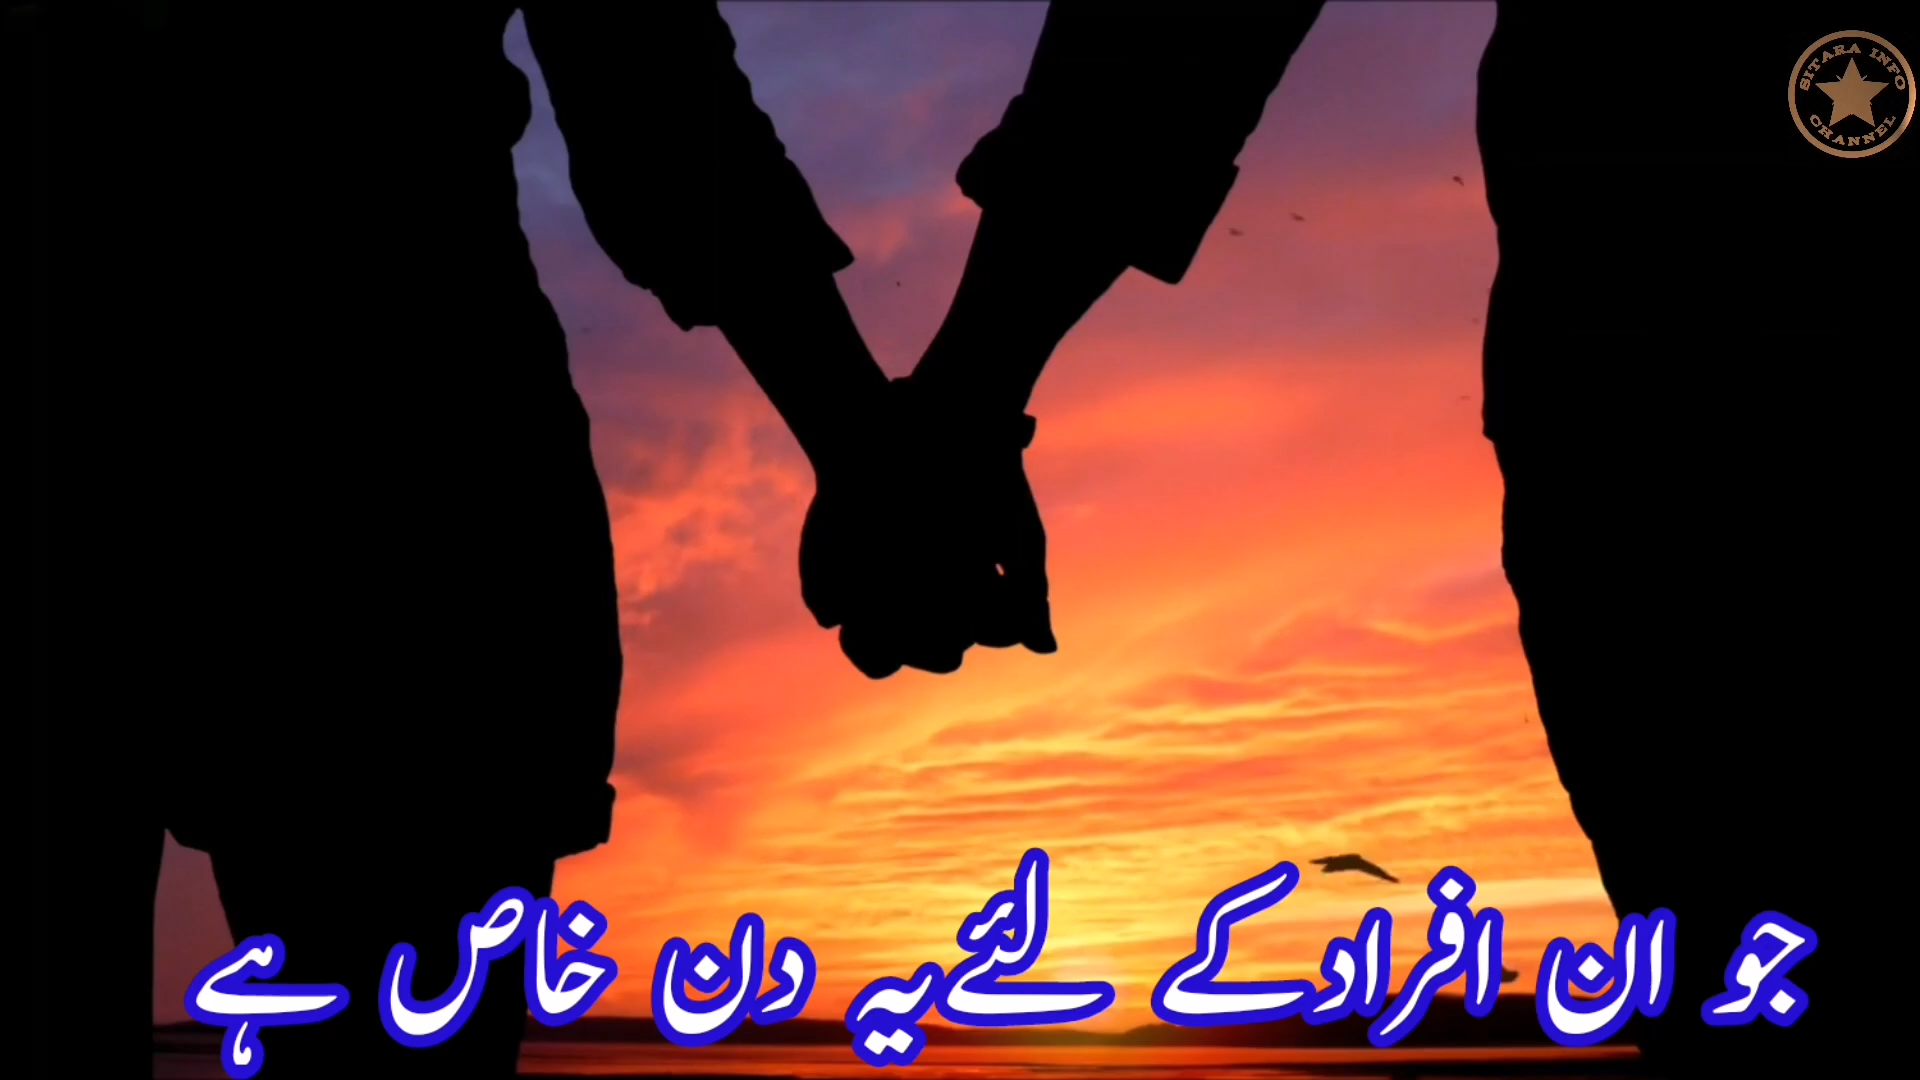 SITARA INFO
CHANNEL
جو ان افراد کے لئے یہ دن خاص ہے